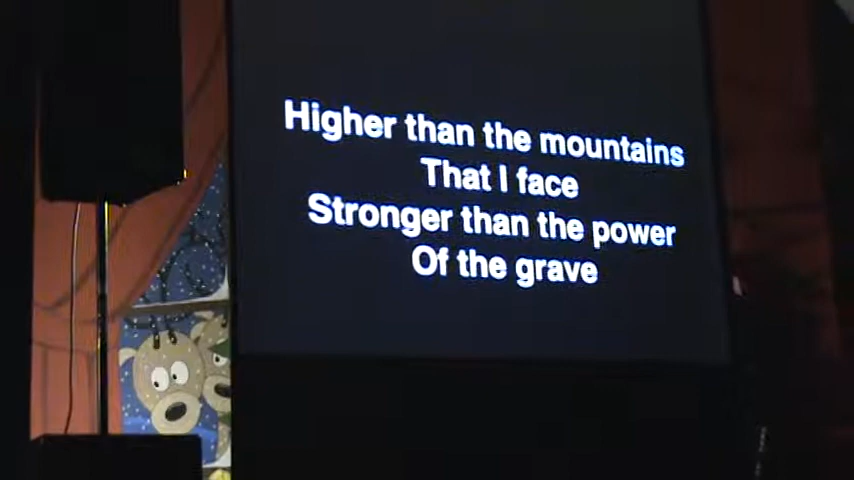 Higher than the mountains
That I face
Stronger than the power
Of the grave